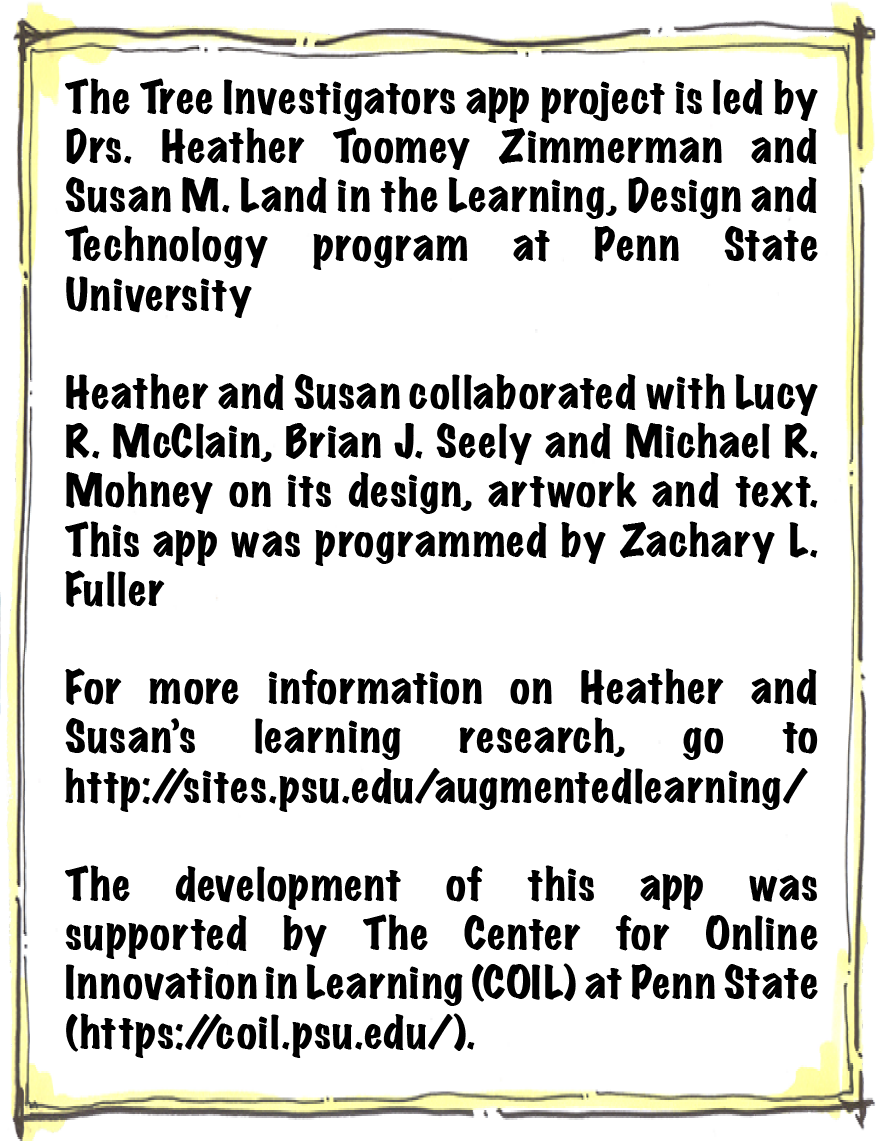 The Tree Investigators app project is led by
Drs. Heather Toomey Zimmerman and
Susan M. Land in the Learning, Design and
Technology program at Penn State
University
Heather and Susan collaborated with Lucy
R. McClain, Brian J. Seely and Michael R.
Mohney on its design, artwork and text.
This app was programmed by Zachary L.
Fuller
For more information on Heather and
Susan's learning research, go to
http://sites.psu.edu/augmentedlearning/
The development of this app was
supported by The Center for Online
Innovation in Learning (COIL) at Penn State
(https://coil.psu.edu/).